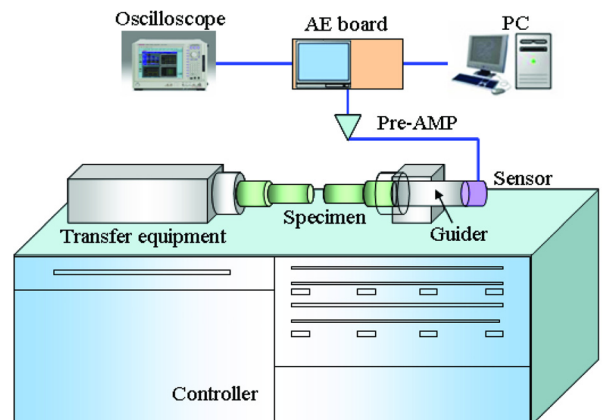 Oscilloscope
AE board
PC
Pre-AMP
Sensor
Specimen
Transfer equipment
Guider
Controller